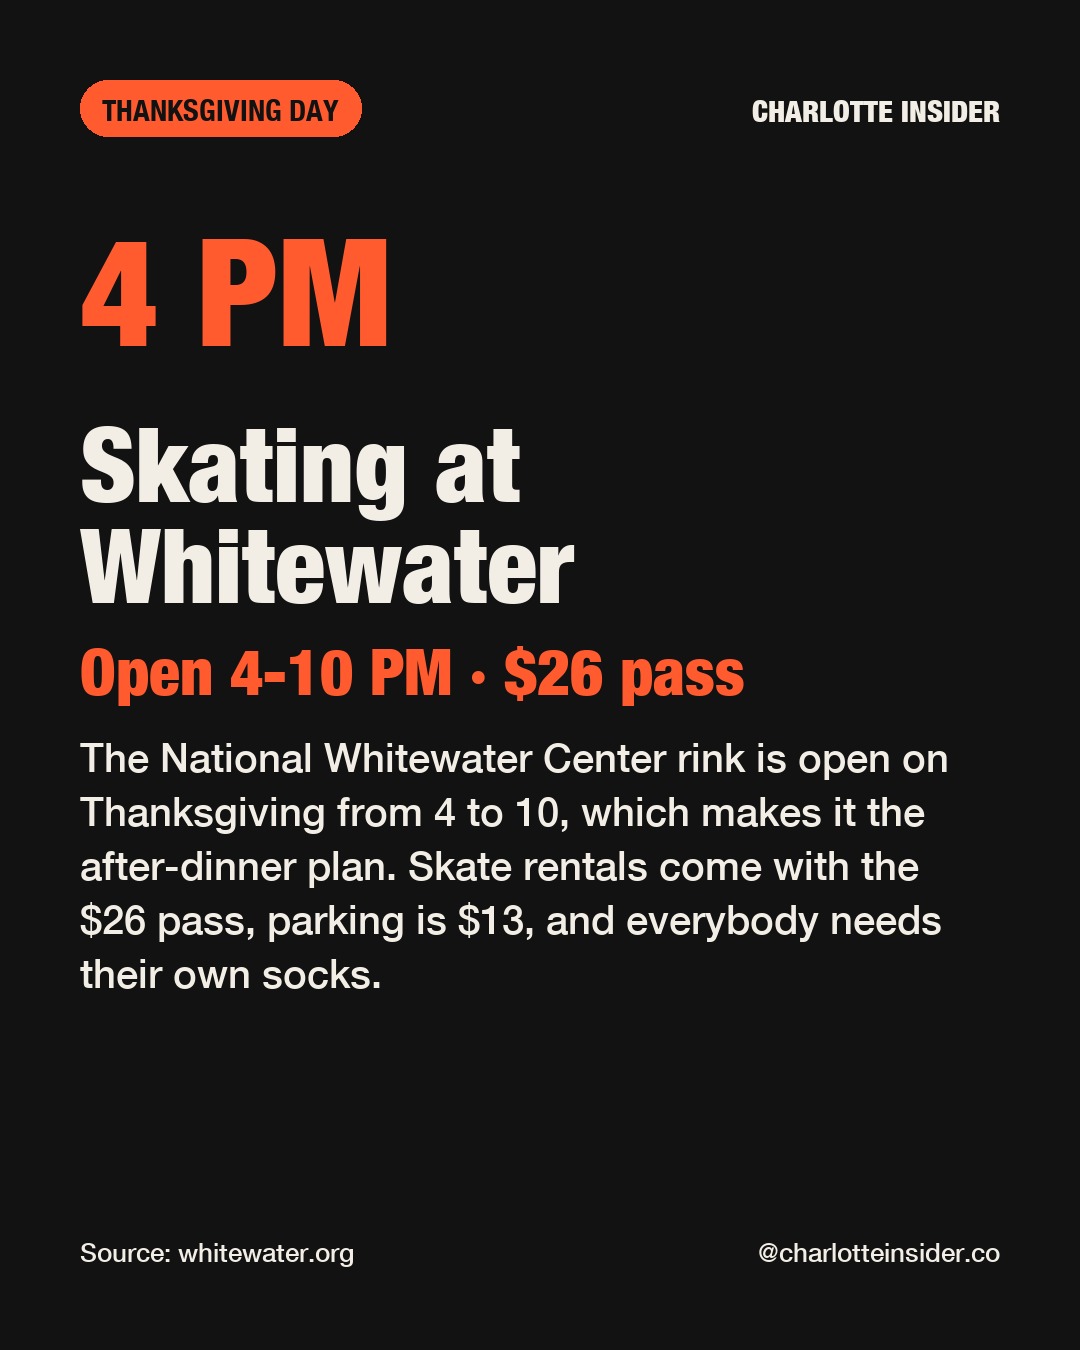 THANKSGIVING DAY
CHARLOTTE INSIDER
4 PM
Skating at
Whitewater
Open 4-10 PM · $26 pass
The National Whitewater Center rink is open on
Thanksgiving from 4 to 10, which makes it the
after-dinner plan. Skate rentals come with the
$26 pass, parking is $13, and everybody needs
their own socks.
Source: whitewater.org
@charlotteinsider.co